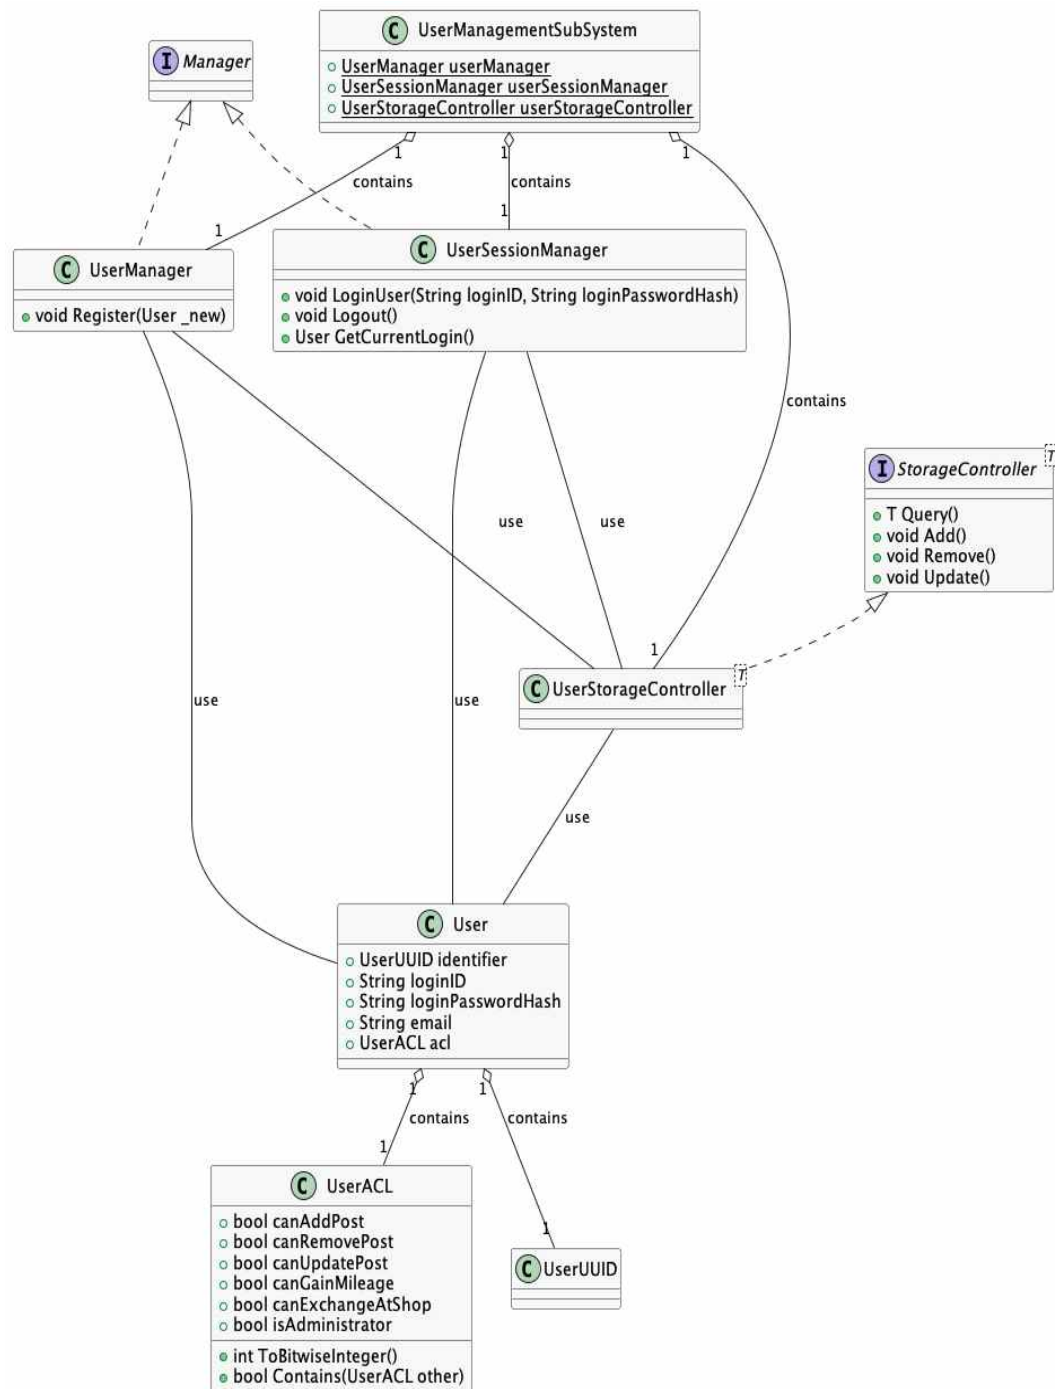 C UserManagementSubSystem
UserManager userManager
UserSessionManager userSessionManager
UserStorageController userStorageController
I Manager
1
1
1
contains
contains
1
1
C UserManager
void Register(User _new)
C UserSessionManager
void LoginUser(String loginID, String loginPasswordHash)
void Logout()
User GetCurrentLogin()
contains
I StorageController
T
T Query()
void Add()
void Remove()
void Update()
use
use
1
C UserStorageController
T
use
use
use
C User
UserUUID identifier
String loginID
String loginPasswordHash
String email
UserACL acl
1
1
contains
contains
1
1
C UserACL
bool canAddPost
bool canRemovePost
bool canUpdatePost
bool canGainMileage
bool canExchangeAtShop
bool isAdministrator
int ToBitwiseInteger()
bool Contains(UserACL other)
C UserUUID